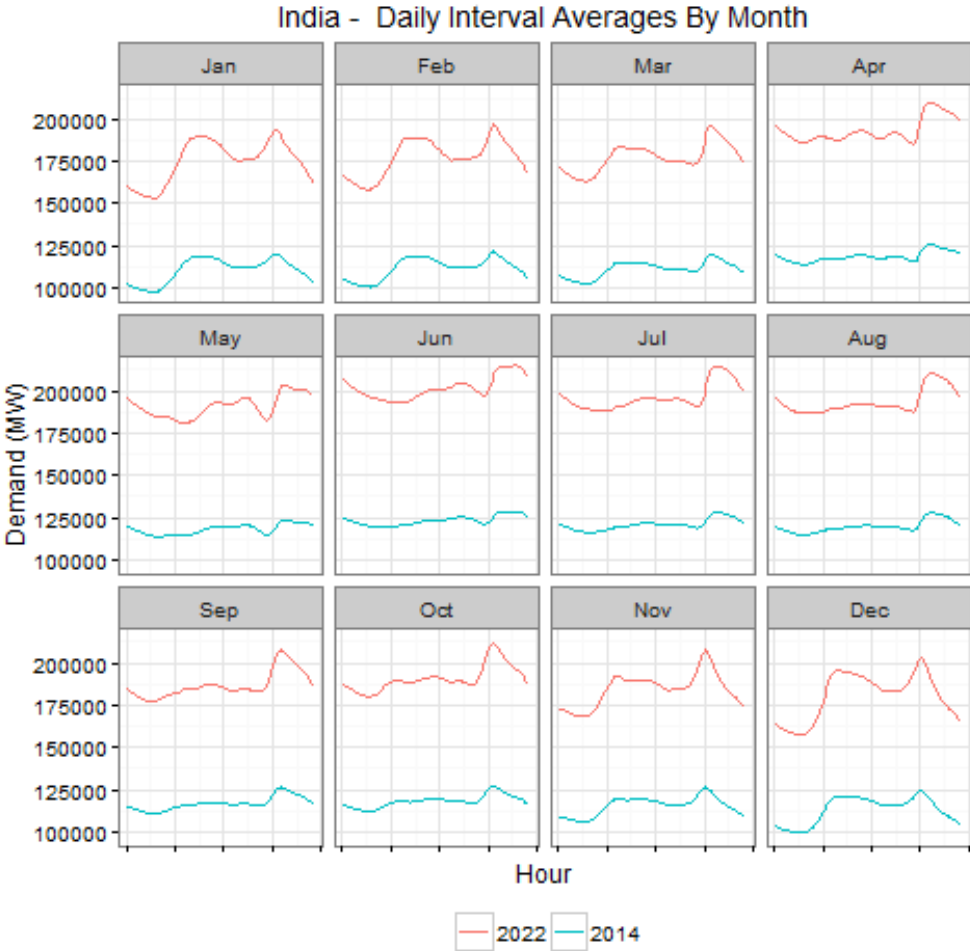 India -  Daily Interval Averages By Month
Jan Feb Mar Apr
200000
175000
150000
125000
100000
May Jun Jul Aug
200000
175000
150000
125000
100000
Demand (MW)
Sep Oct Nov Dec
200000
175000
150000
125000
100000
Hour
2022 2014